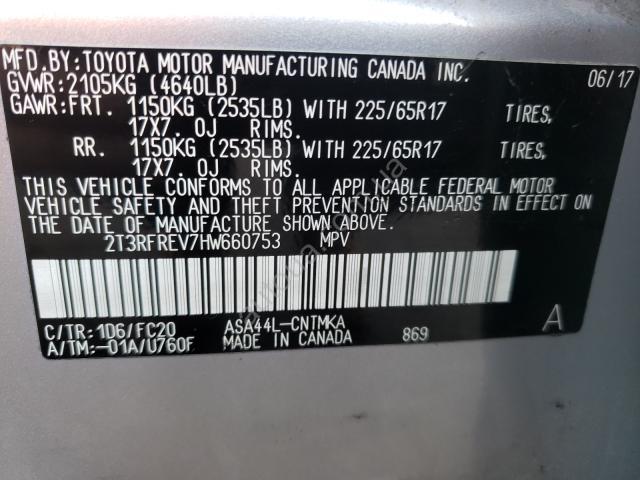 MFD.BY:TOYOTA MOTOR MANUFACTURING CANADA INC. 06/17
GVWR:2105KG (4640LB)
GAWR:FRT. 1150KG (2535LB) WITH 225/65R17 TIRES,
17X7.0J RIMS.
RR. 1150KG (2535LB) WITH 225/65R17 TIRES,
17X7.0J RIMS.
THIS VEHICLE CONFORMS TO ALL APPLICABLE FEDERAL MOTOR
VEHICLE SAFETY AND THEFT PREVENTION STANDARDS IN EFFECT ON
THE DATE OF MANUFACTURE SHOWN ABOVE.
2T3RFREV7HW660753 MPV
C/TR:1D6/FC20 ASA44L-CNTMKA 869 A
A/TM:-01A/U760F MADE IN CANADA